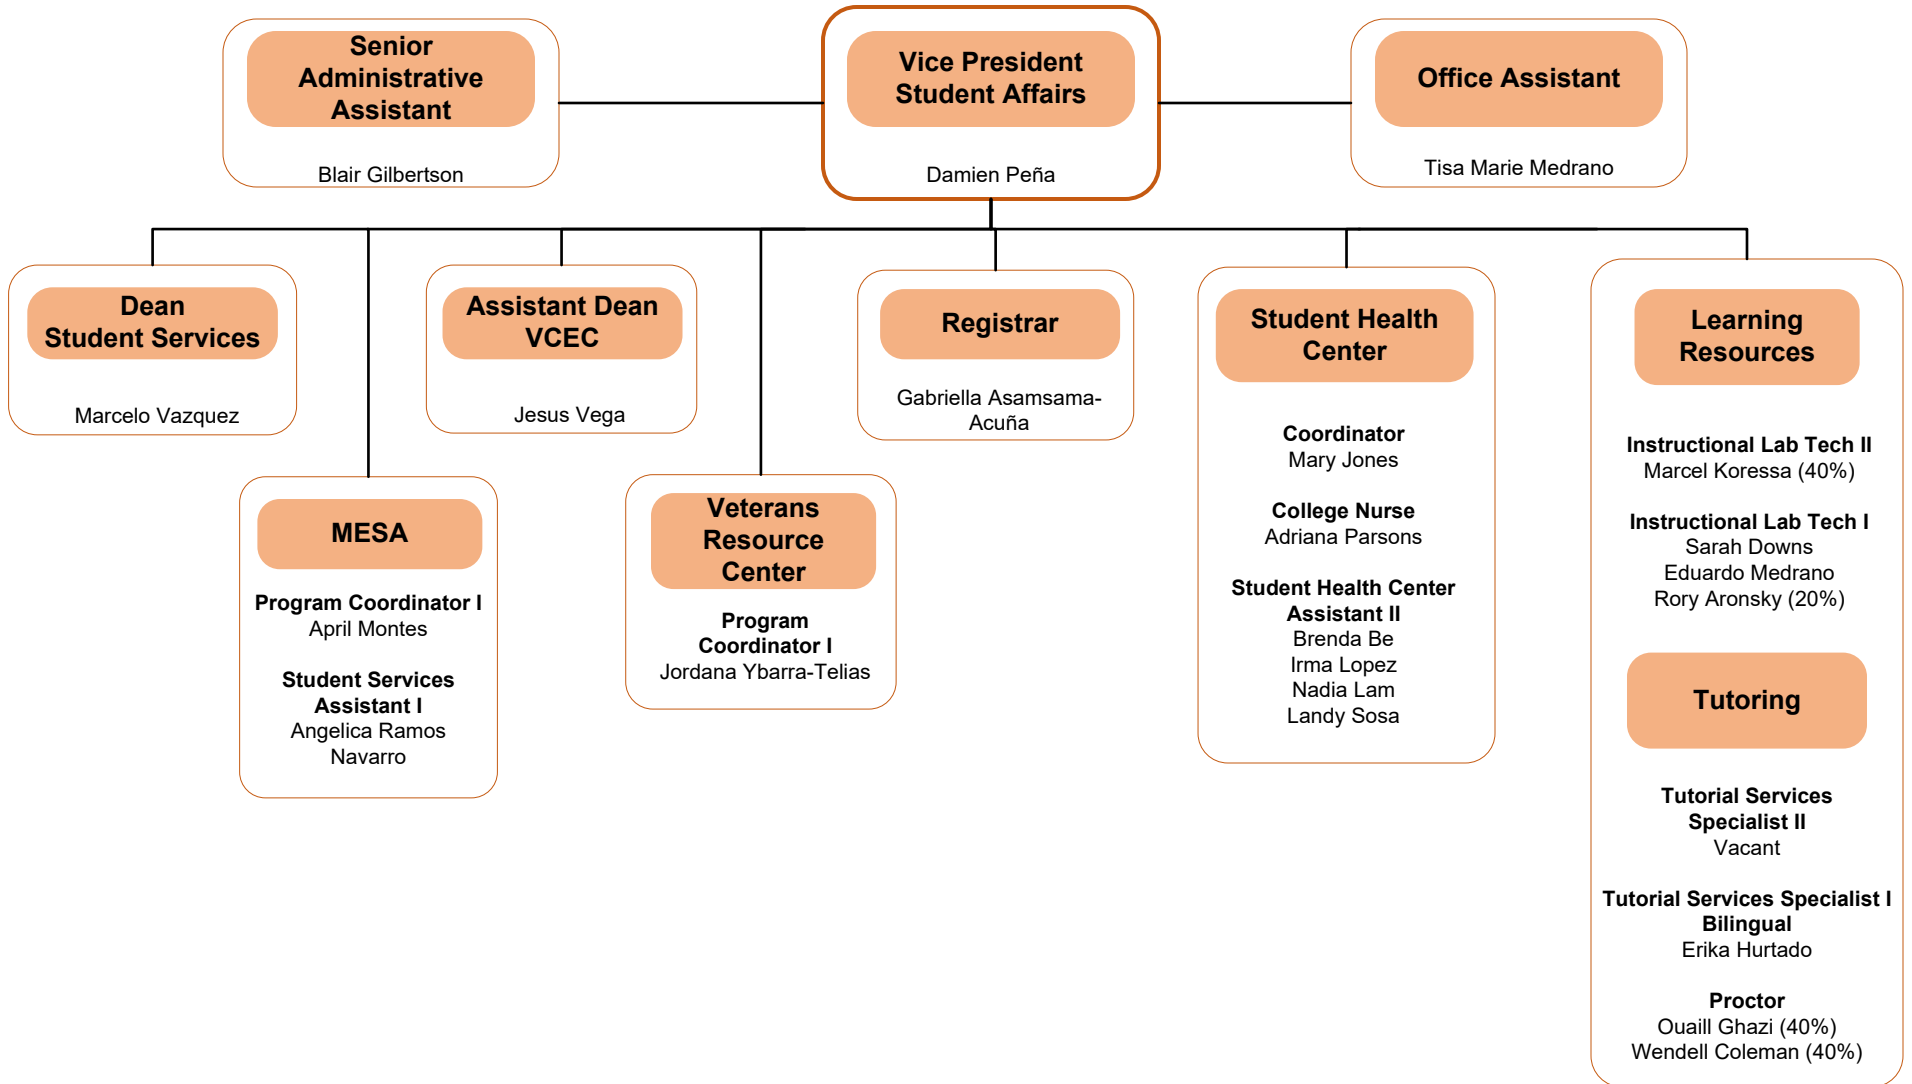 Senior
Administrative
Assistant
Blair Gilbertson
Vice President
Student Affairs
Damien Peña
Office Assistant
Tisa Marie Medrano
Dean
Student Services
Marcelo Vazquez
MESA
Program Coordinator I
April Montes
Student Services
Assistant I
Angelica Ramos
Navarro
Assistant Dean
VCEC
Jesus Vega
Veterans
Resource
Center
Program
Coordinator I
Jordana Ybarra-Telias
Registrar
Gabriella Asamsama-
Acuña
Student Health
Center
Coordinator
Mary Jones
College Nurse
Adriana Parsons
Student Health Center
Assistant II
Brenda Be
Irma Lopez
Nadia Lam
Landy Sosa
Learning
Resources
Instructional Lab Tech II
Marcel Koressa (40%)
Instructional Lab Tech I
Sarah Downs
Eduardo Medrano
Rory Aronsky (20%)
Tutoring
Tutorial Services
Specialist II
Vacant
Tutorial Services Specialist I
Bilingual
Erika Hurtado
Proctor
Ouaill Ghazi (40%)
Wendell Coleman (40%)